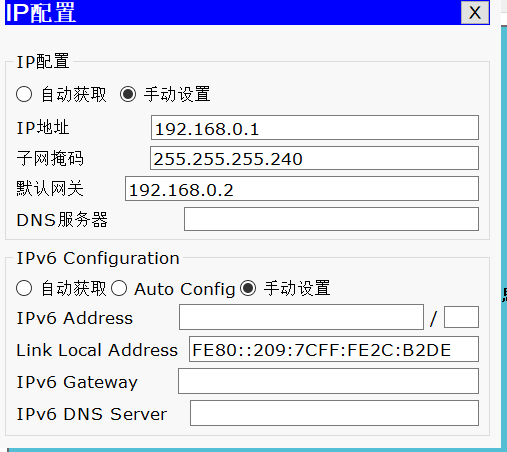 IP配置 X
IP配置
自动获取 手动设置
IP地址 192.168.0.1
子网掩码 255.255.255.240
默认网关 192.168.0.2
DNS服务器
IPv6 Configuration
自动获取 Auto Config 手动设置
IPv6 Address /
Link Local Address FE80::209:7CFF:FE2C:B2DE
IPv6 Gateway
IPv6 DNS Server